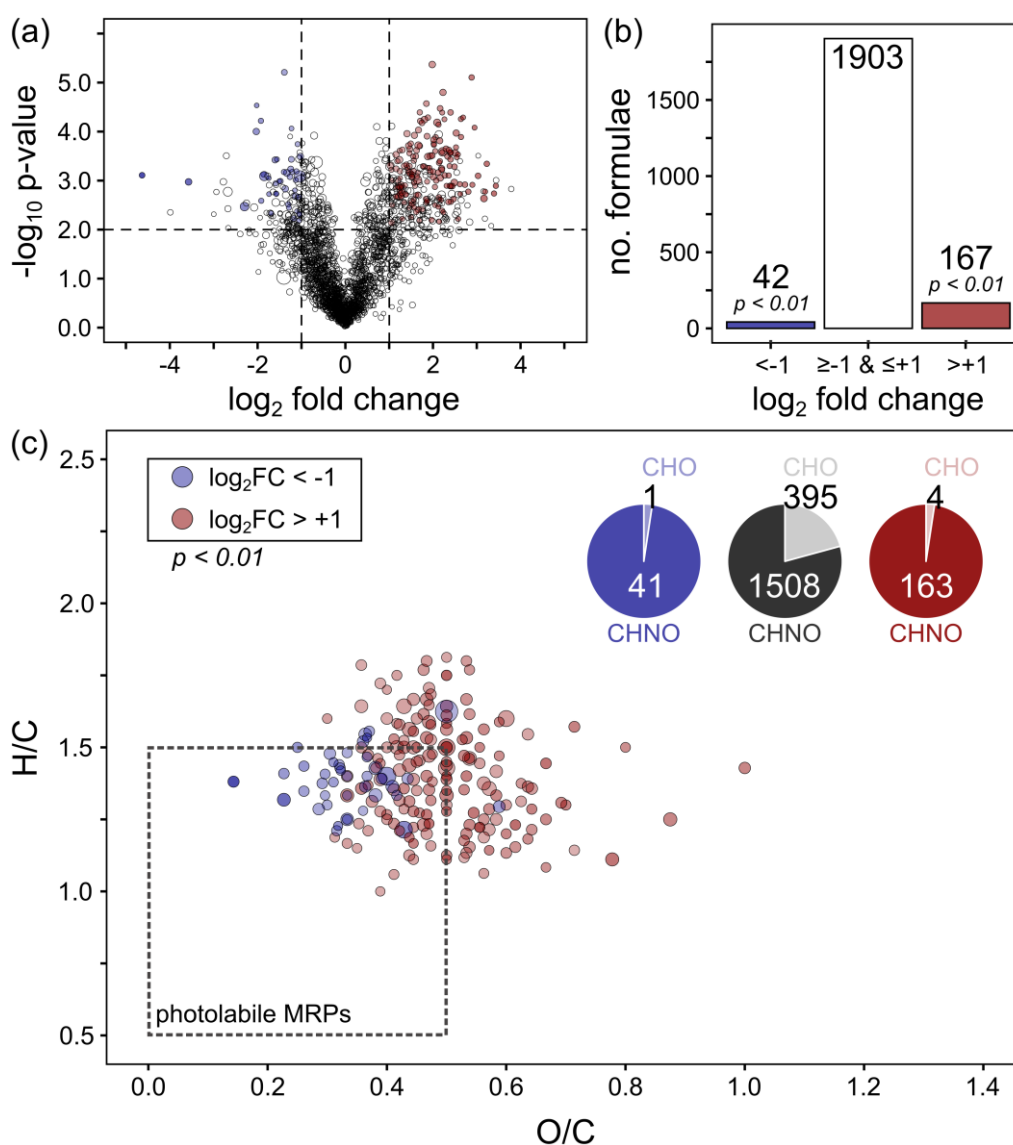 (a)
-log10 p-value
5.0
4.0
3.0
2.0
1.0
0.0
-4
-2
0
2
4
log2 fold change
(b)
no. formulae
1500
1000
500
0
42
p < 0.01
1903
167
p < 0.01
<-1
≥-1 & ≤+1
>+1
log2 fold change
(c)
log2FC < -1
log2FC > +1
p < 0.01
CHO
1
41
CHNO
CHO
395
1508
CHNO
CHO
4
163
CHNO
H/C
2.5
2.0
1.5
1.0
0.5
photolabile MRPs
0.0
0.2
0.4
0.6
0.8
1.0
1.2
1.4
O/C